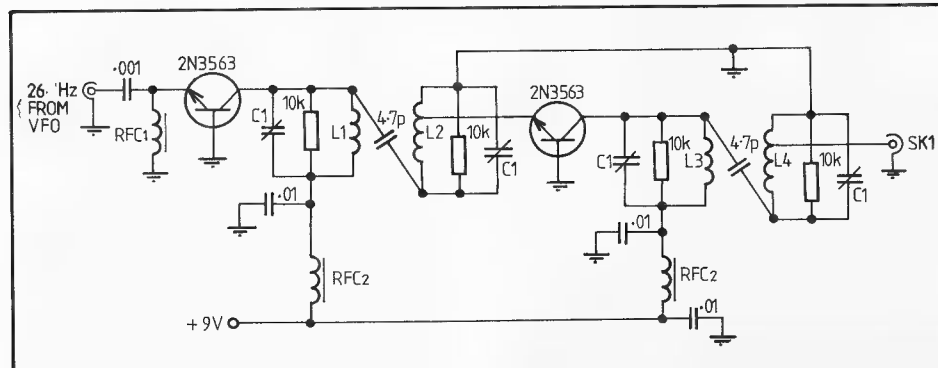 2N3563
.001
26. Hz
FROM
VFO
RFC1
C1
10k
L1
4·7p
L2
10k
C1
2N3563
C1
10k
L3
4·7p
L4
10k
C1
SK1
.01
.01
RFC2
RFC2
+9V
.01